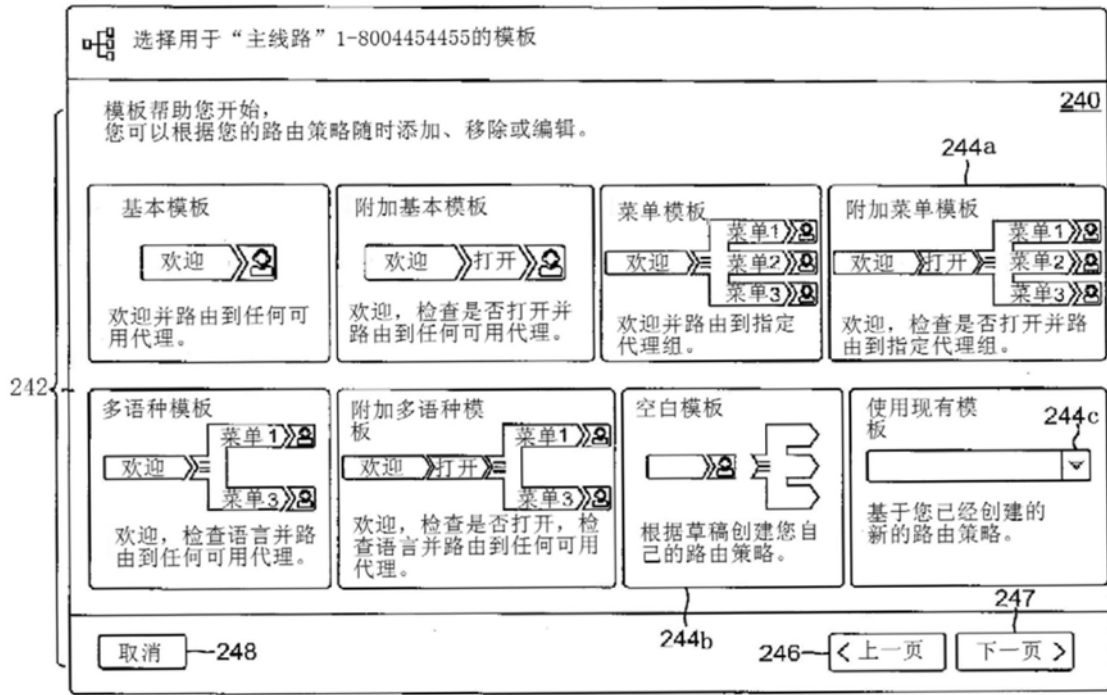 选择用于“主线路”1-8004454455的模板
模板帮助您开始，
您可以根据您的路由策略随时添加、移除或编辑。
240
244a
基本模板
欢迎
欢迎并路由到任何可
用代理。
附加基本模板
欢迎 打开
欢迎，检查是否打开并
路由到任何可用代理。
菜单模板
菜单1
欢迎 菜单2
菜单3
欢迎并路由到指定
代理组。
附加菜单模板
菜单1
欢迎 打开 菜单2
菜单3
欢迎，检查是否打开并路
由到指定代理组。
242
多语种模板
菜单1
欢迎
菜单3
欢迎，检查语言并路
由到任何可用代理。
附加多语种模
板
菜单1
欢迎 打开
菜单3
欢迎，检查是否打开，检
查语言并路由到任何可用
代理。
空白模板
根据草稿创建您自
己的路由策略。
使用现有模
板
244c
基于您已经创建的
新的路由策略。
244b
247
取消
248
246
<上一页
下一页>